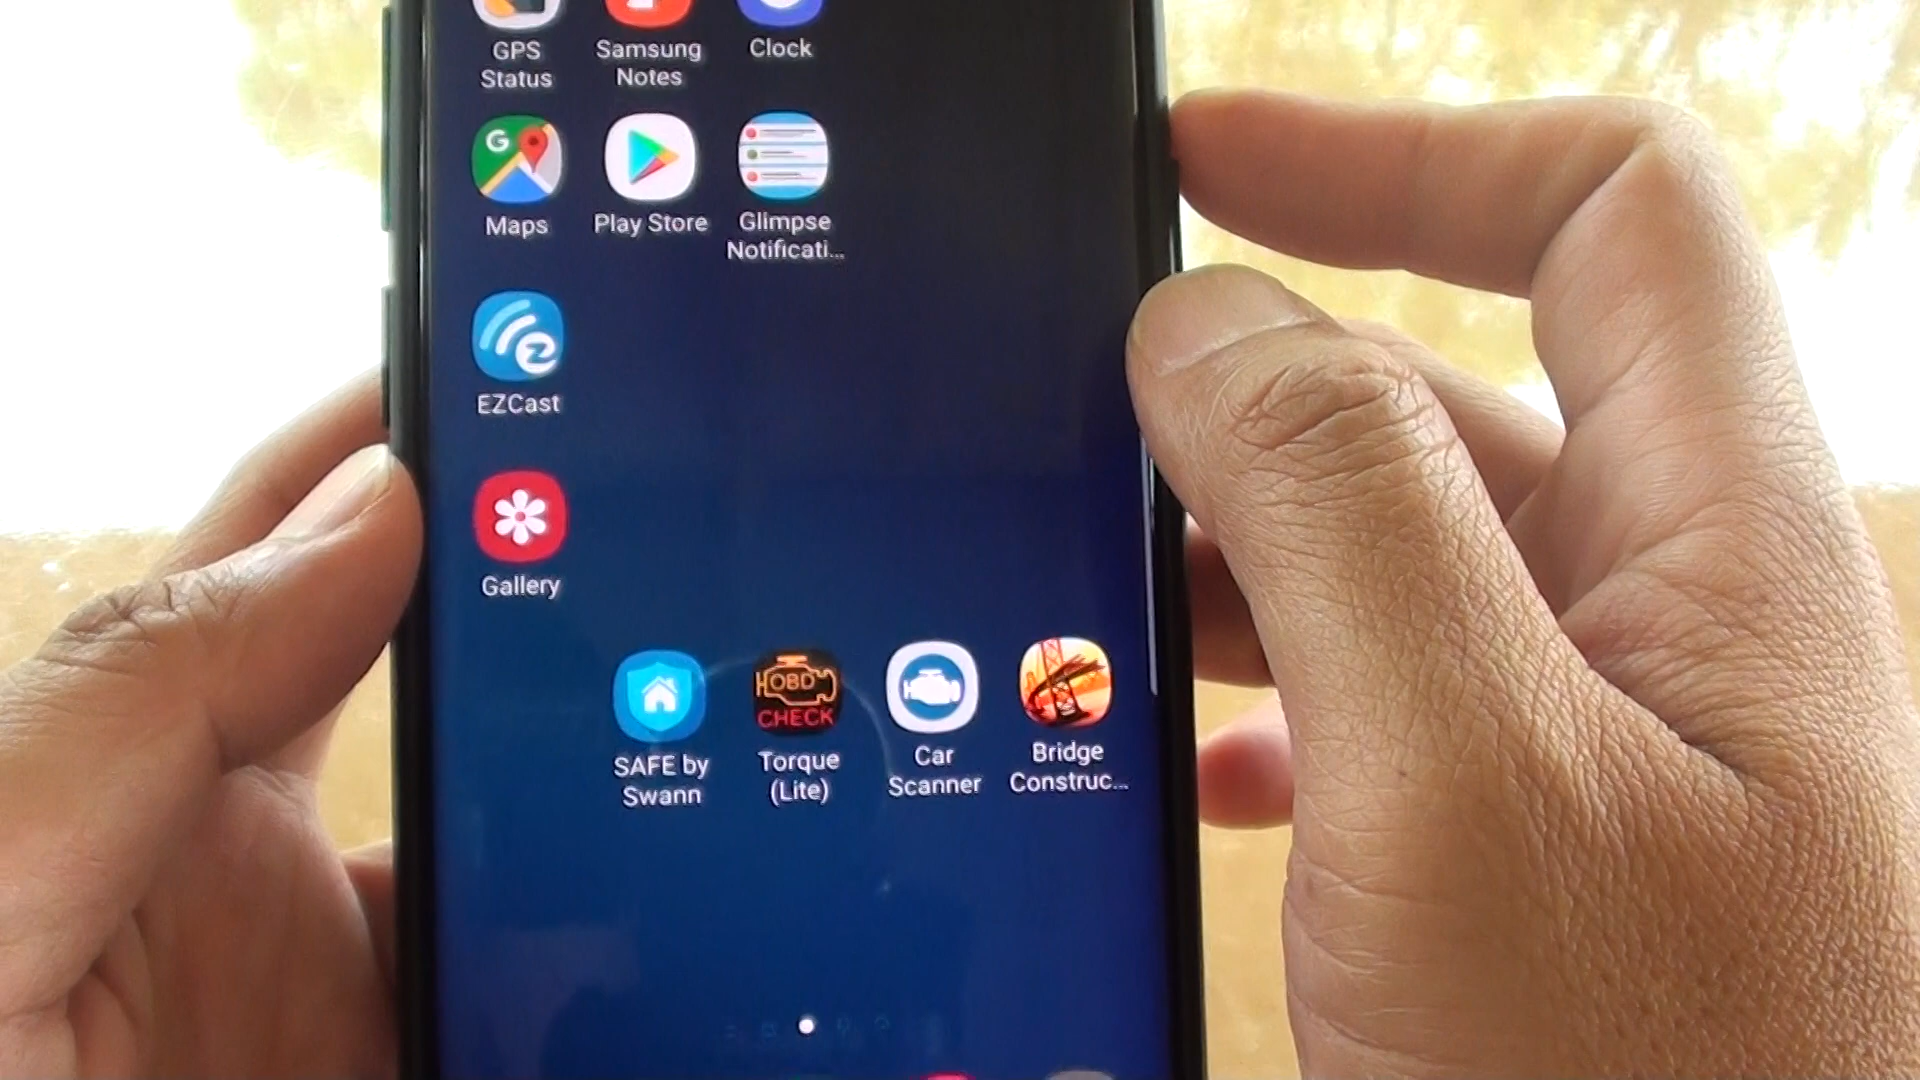 GPS
Status
Samsung
Notes
Clock
G
Maps
Play Store
Glimpse
Notificati...
EZCast
Gallery
OBD
CHECK
SAFE by
Swann
Torque
(Lite)
Car
Scanner
Bridge
Construc...